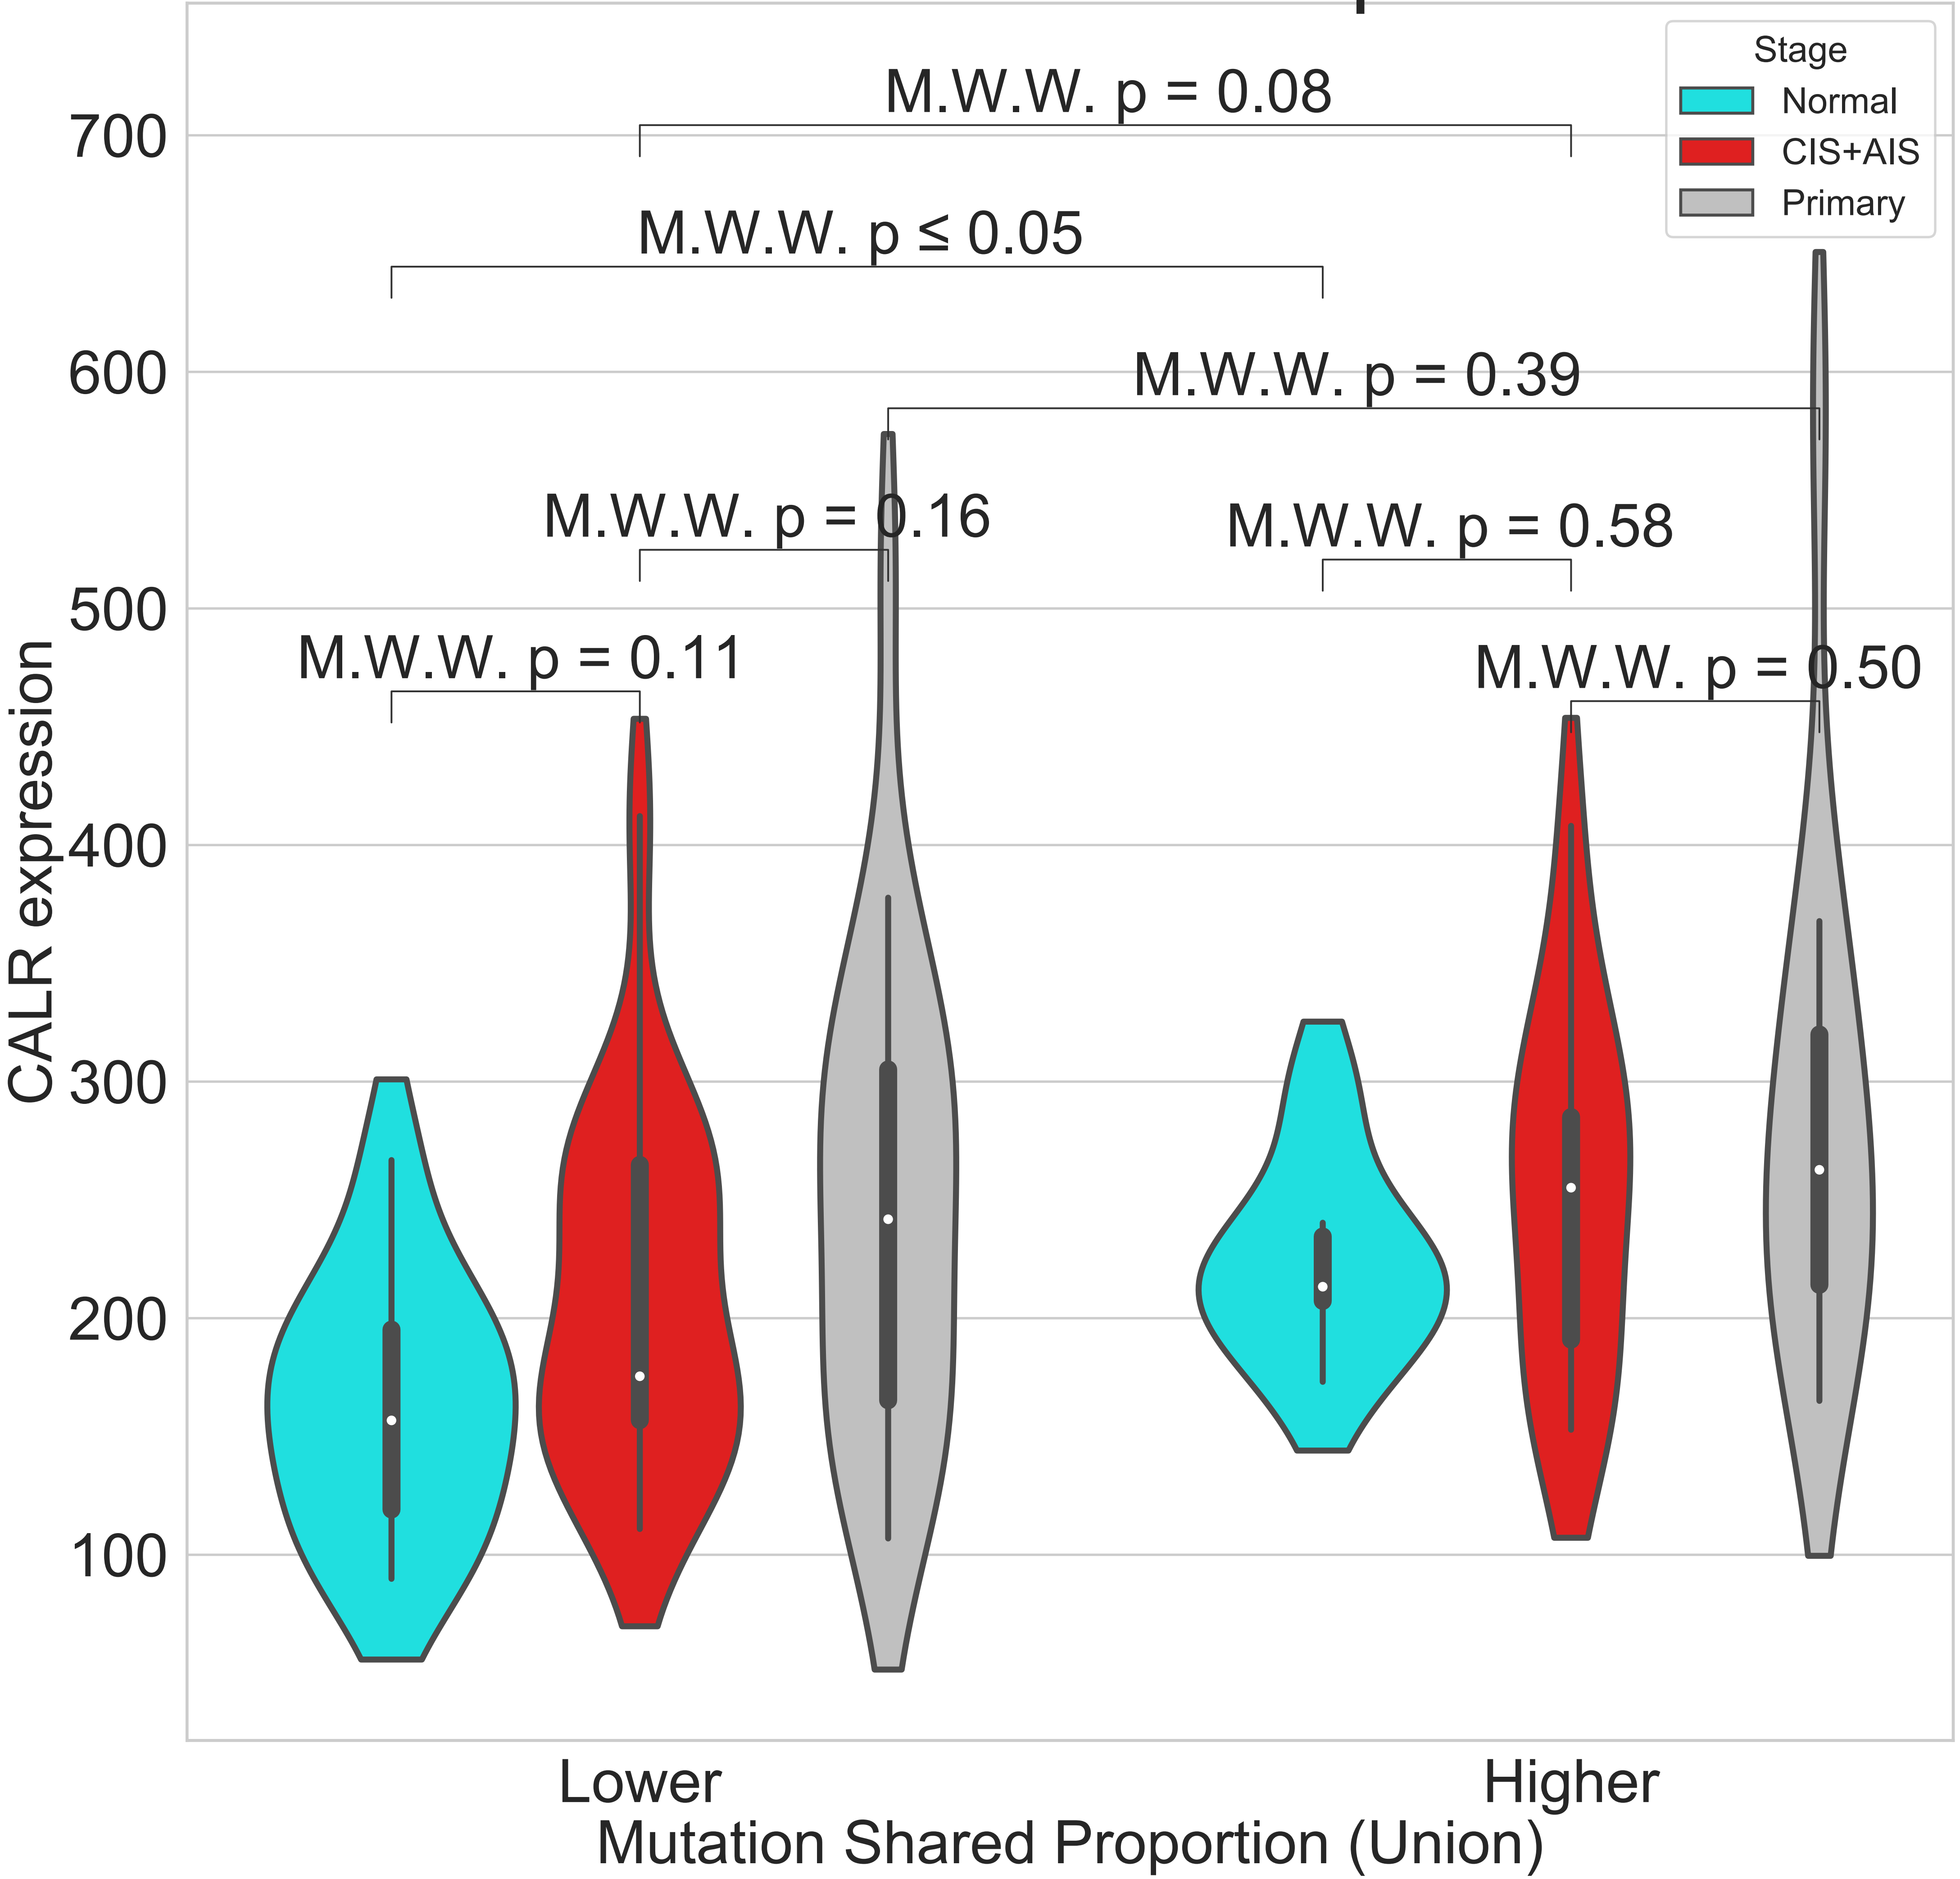 Stage
Normal
CIS+AIS
Primary
M.W.W. p = 0.08
M.W.W. p ≤ 0.05
M.W.W. p = 0.39
M.W.W. p = 0.16
M.W.W. p = 0.58
M.W.W. p = 0.11
M.W.W. p = 0.50
700
600
500
400
300
200
100
CALR expression
Lower
Higher
Mutation Shared Proportion (Union)